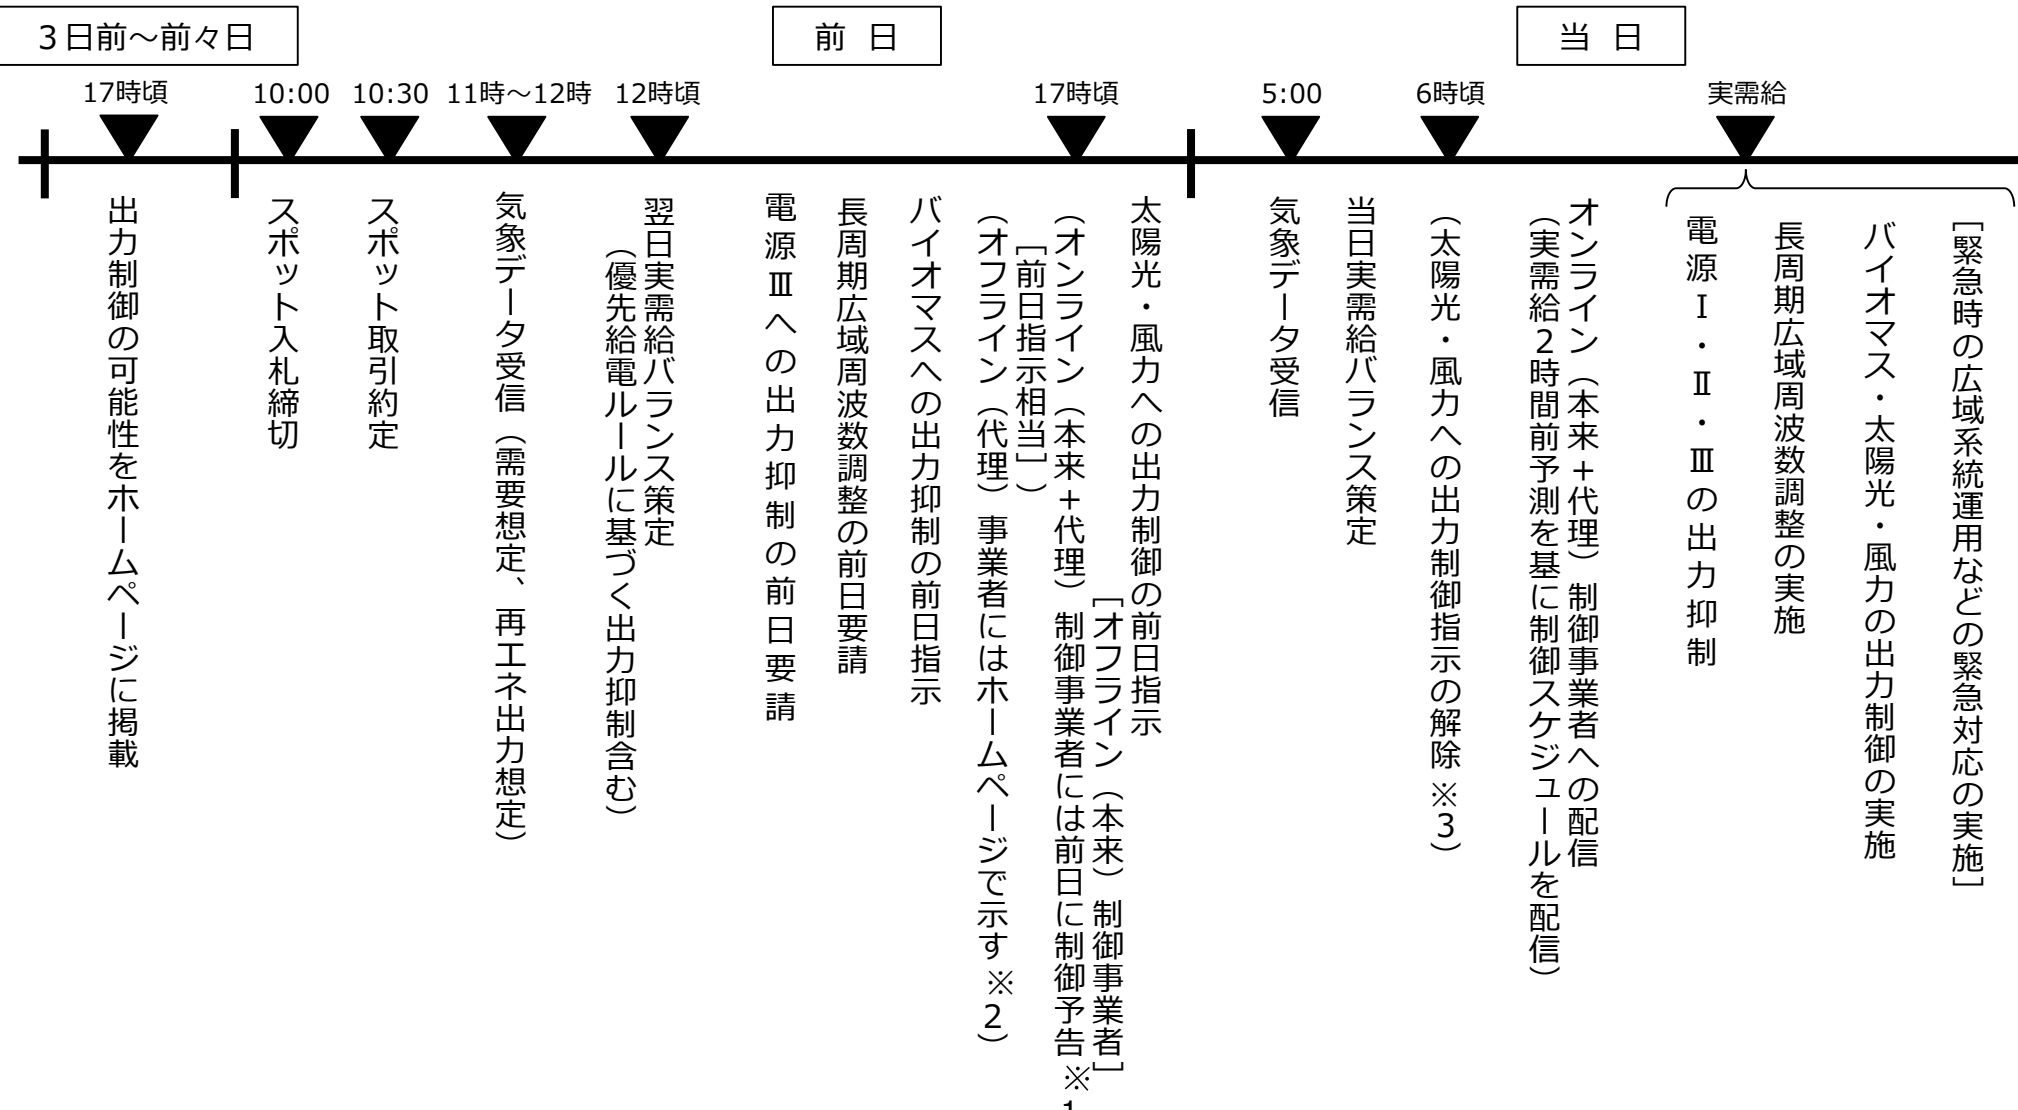 3日前～前々日
前 日
当 日
17時頃
10:00
10:30
11時～12時
12時頃
17時頃
5:00
6時頃
実需給
出力制御の可能性をホームページに掲載
スポット入札締切
スポット取引約定
気象データ受信（需要想定、再エネ出力想定）
翌日実需給バランス策定
（優先給電ルールに基づく出力抑制含む）
電源Ⅲへの出力抑制の前日要請
長周期広域周波数調整の前日要請
バイオマスへの出力抑制の前日指示
太陽光・風力への出力制御の前日指示
［オフライン（本来）制御事業者］
（オンライン（本来+代理）制御事業者には前日に制御予告※1
［前日指示相当］）
（オフライン（代理）事業者にはホームページで示す※2）
気象データ受信
当日実需給バランス策定
（太陽光・風力への出力制御指示の解除※3）
オンライン（本来+代理）制御事業者への配信
（実需給2時間前予測を基に制御スケジュールを配信）
電源Ⅰ・Ⅱ・Ⅲの出力抑制
長周期広域周波数調整の実施
バイオマス・太陽光・風力の出力制御の実施
［緊急時の広域系統運用などの緊急対応の実施］